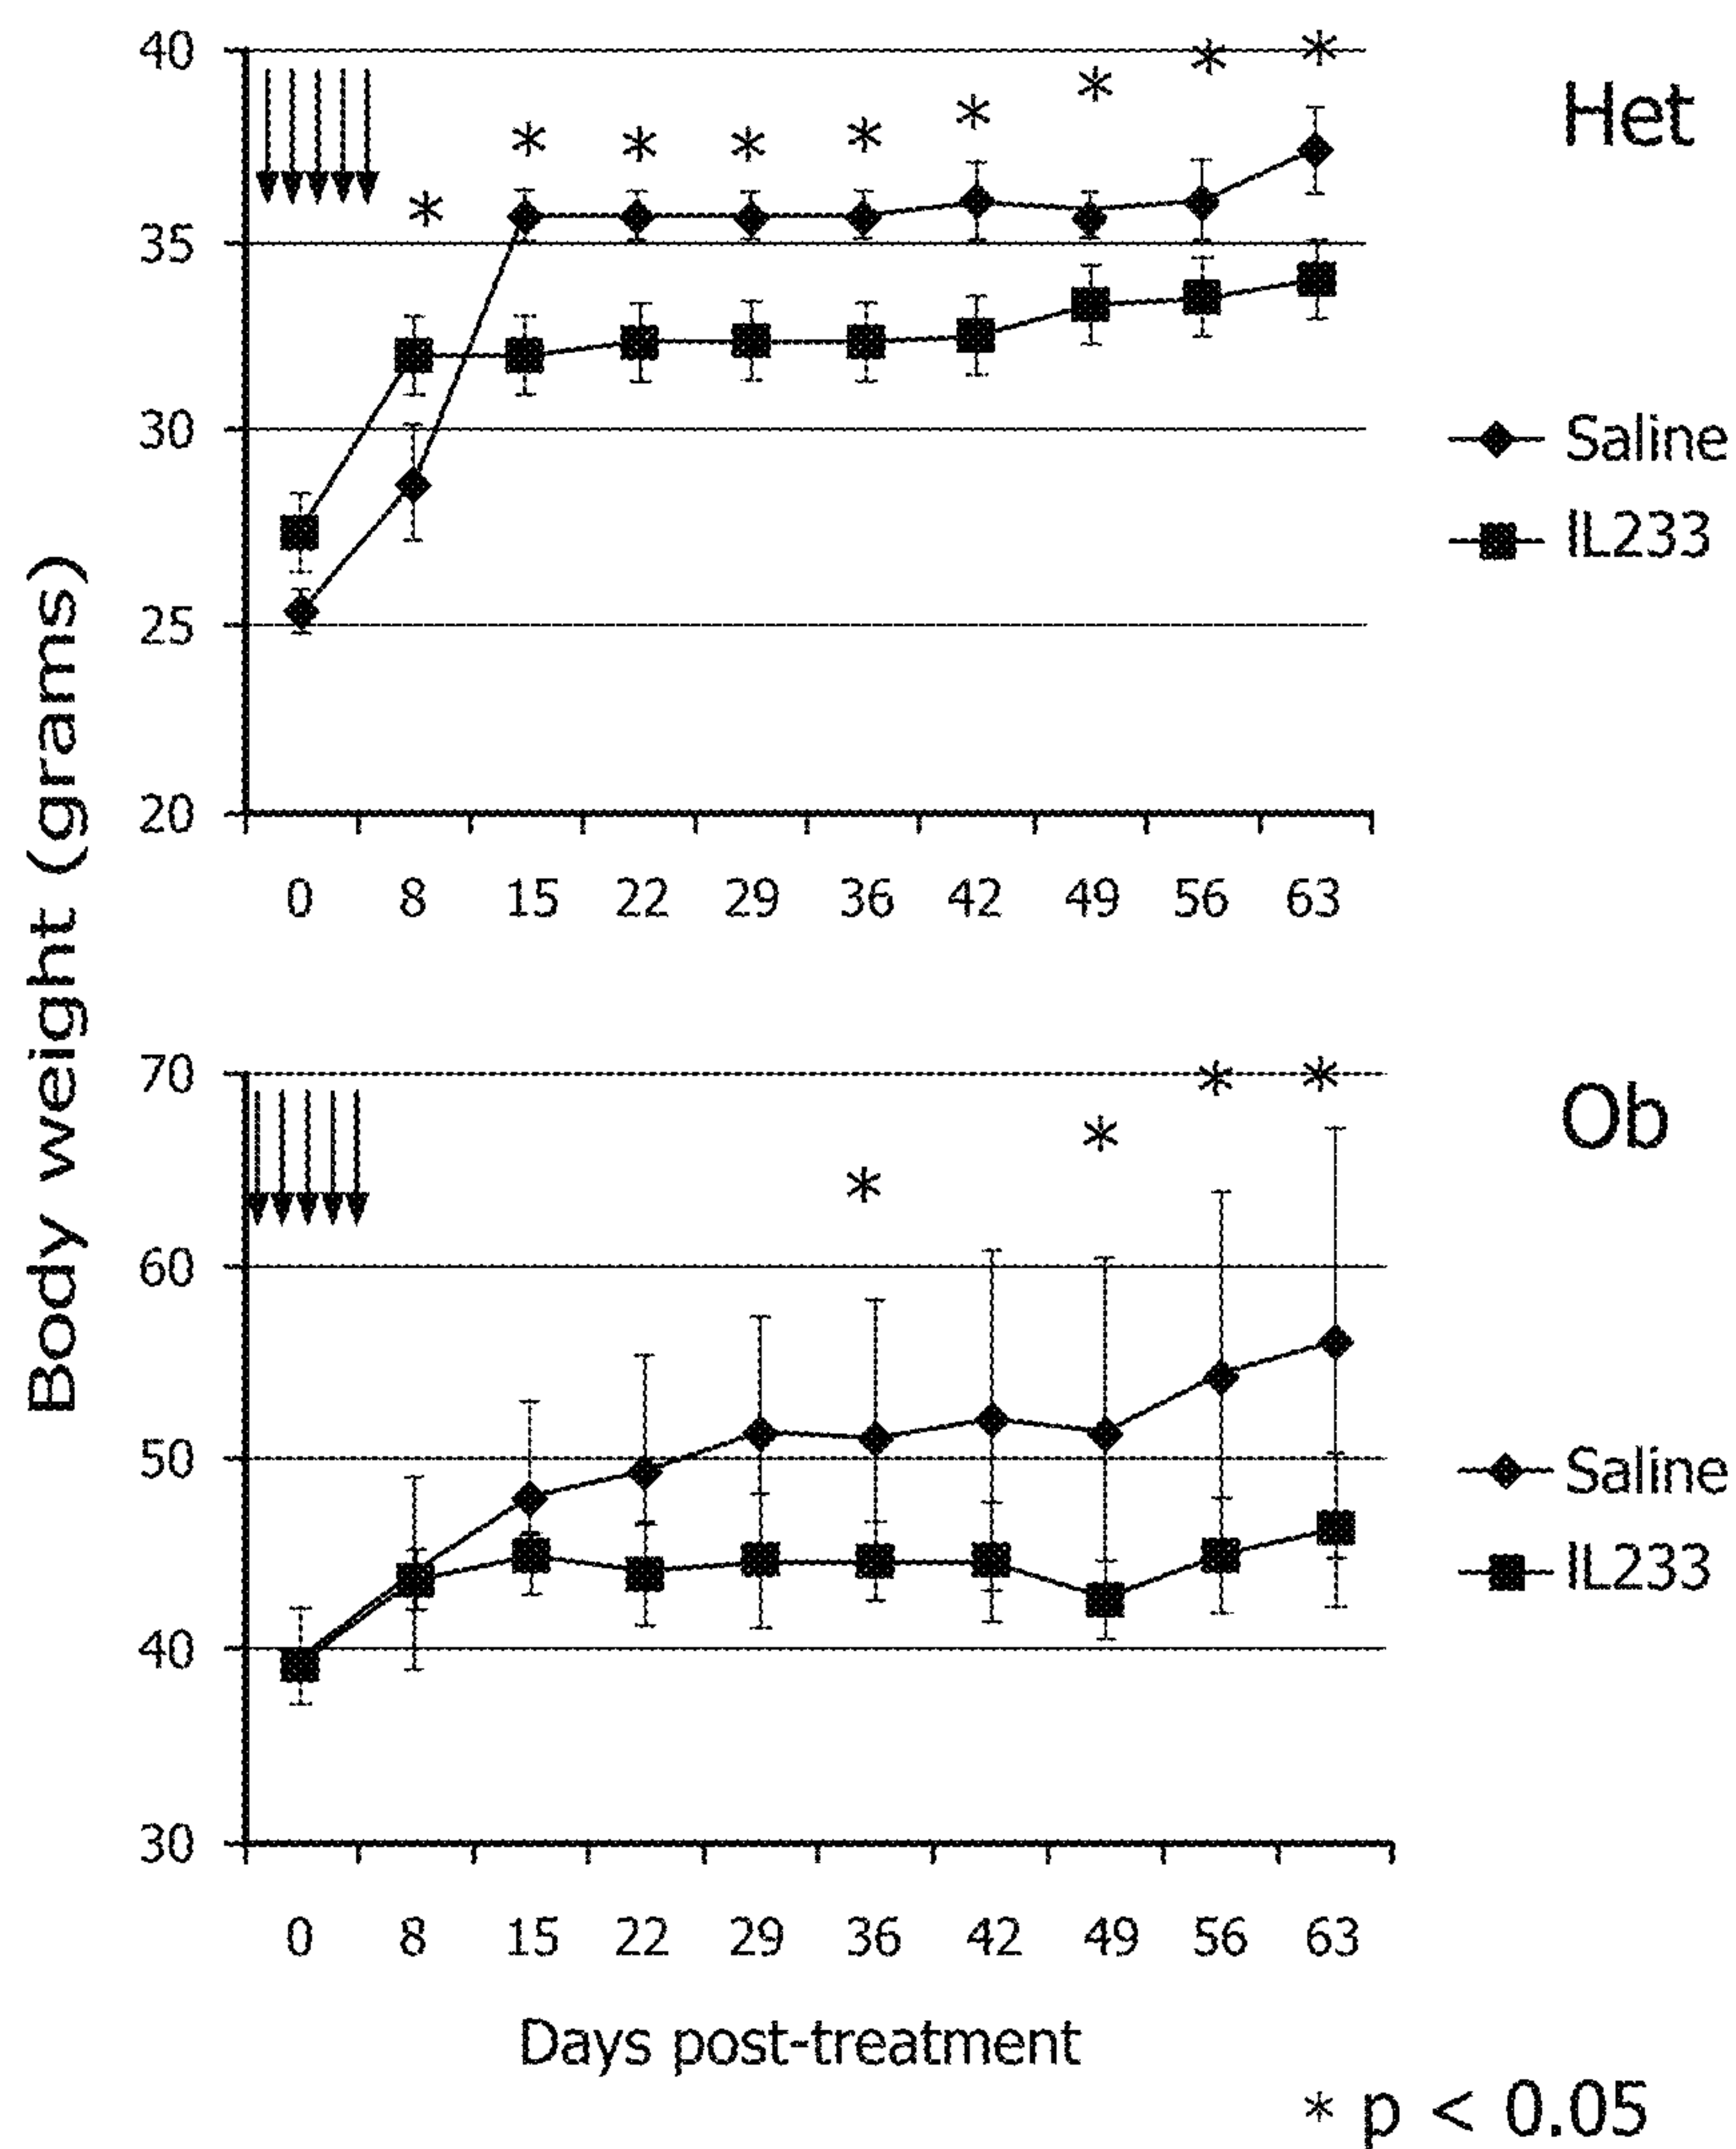 Body weight (grams)
40
35
30
25
20
* * * * * * * * *
Het
Saline
IL233
0 8 15 22 29 36 42 49 56 63
70
60
50
40
30
* * * *
Ob
Saline
IL233
0 8 15 22 29 36 42 49 56 63
Days post-treatment
* p < 0.05